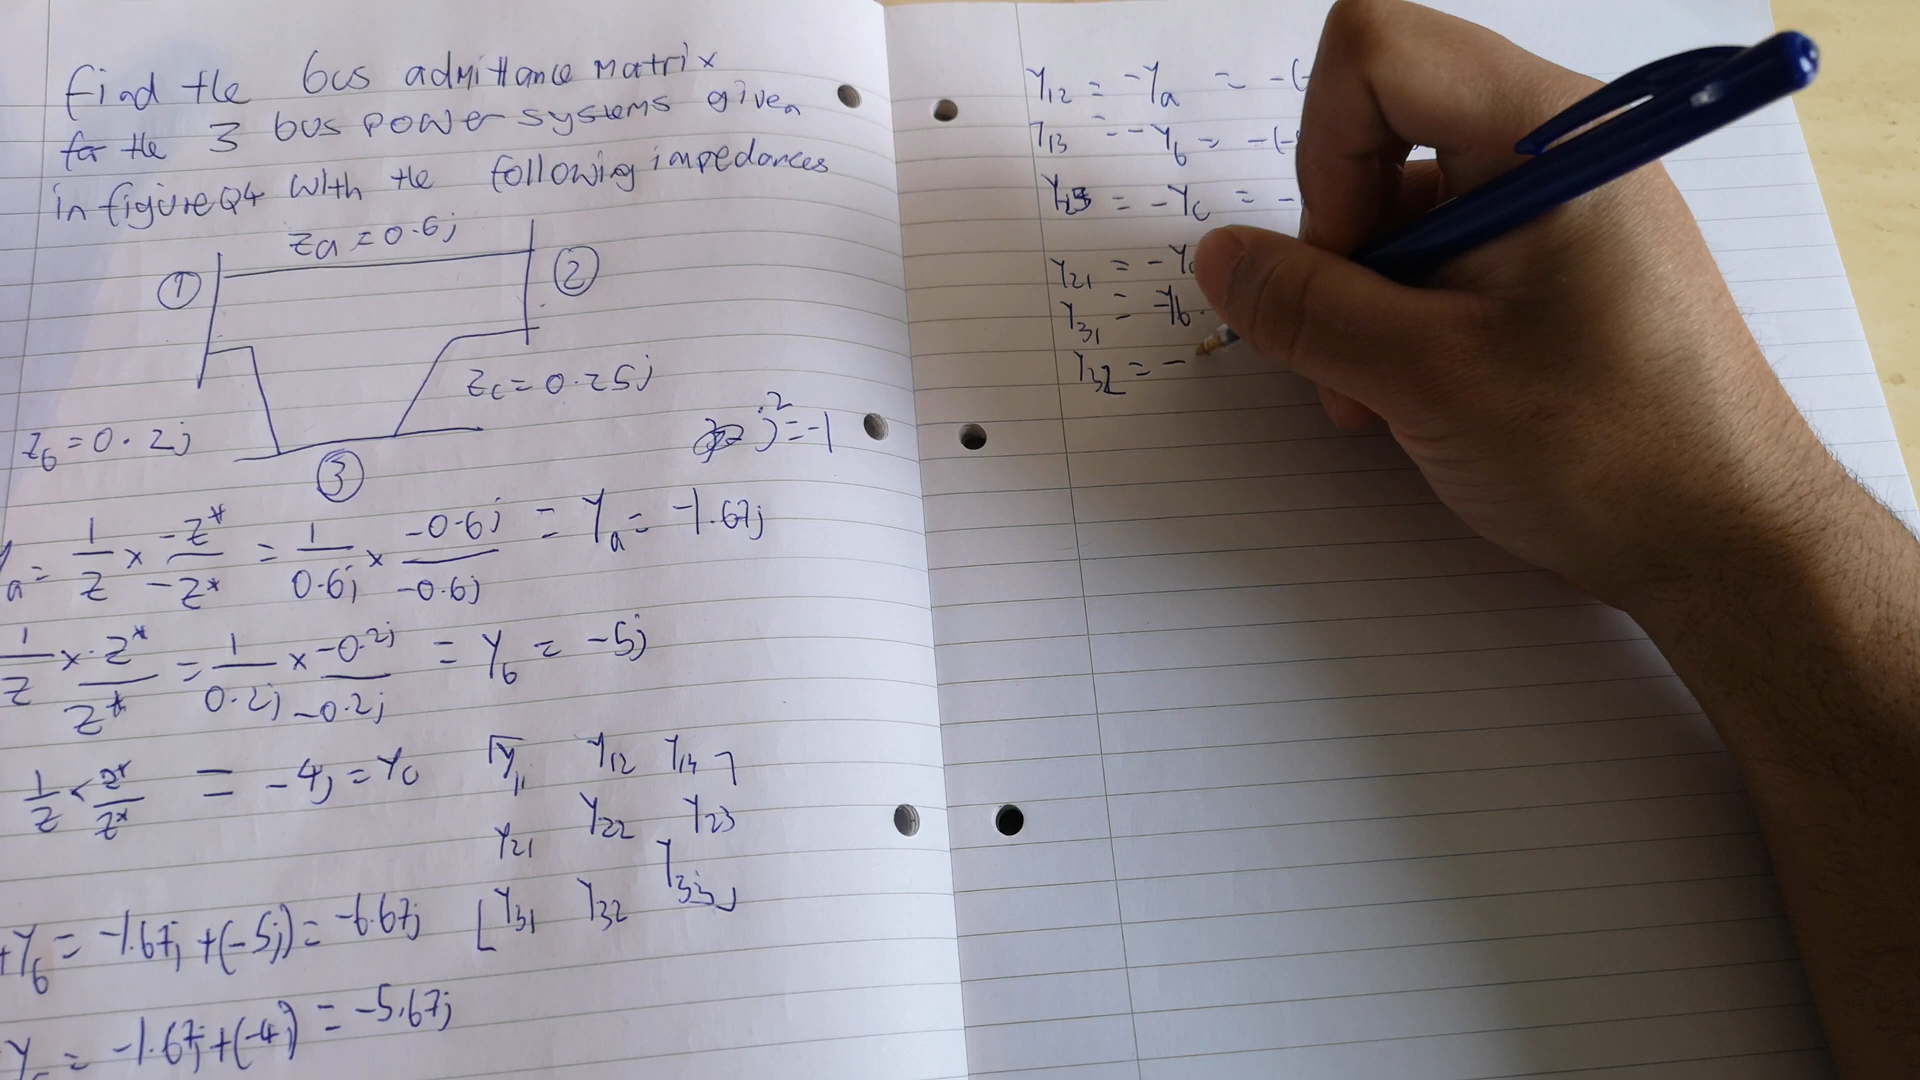 Find the bus admittance matrix
for the 3 bus power systems given
in figure Q4 with the following impedances
Za = 0.6j
1
2
Zc = 0.25j
Zb = 0.2j
j² = -1
3
Ya = 1/Z × -Z*/-Z* = 1/0.6j × -0.6j/-0.6j = Ya = -1.67j
1/Z × Z*/Z* = 1/0.2j × -0.2j/-0.2j = Yb = -5j
1/Z × Z*/Z* = -4j = Yc
Y11 Y12 Y13
Y21 Y22 Y23
Y31 Y32 Y33
+Yb = -1.67j + (-5j) = -6.67j
= -1.67j + (-4j) = -5.67j
Y12 = -Ya = -(-
Y13 = -Yb = -(-
Y23 = -Yc = -
Y21 = -Ya
Y31 = -Yb
Y32 = -